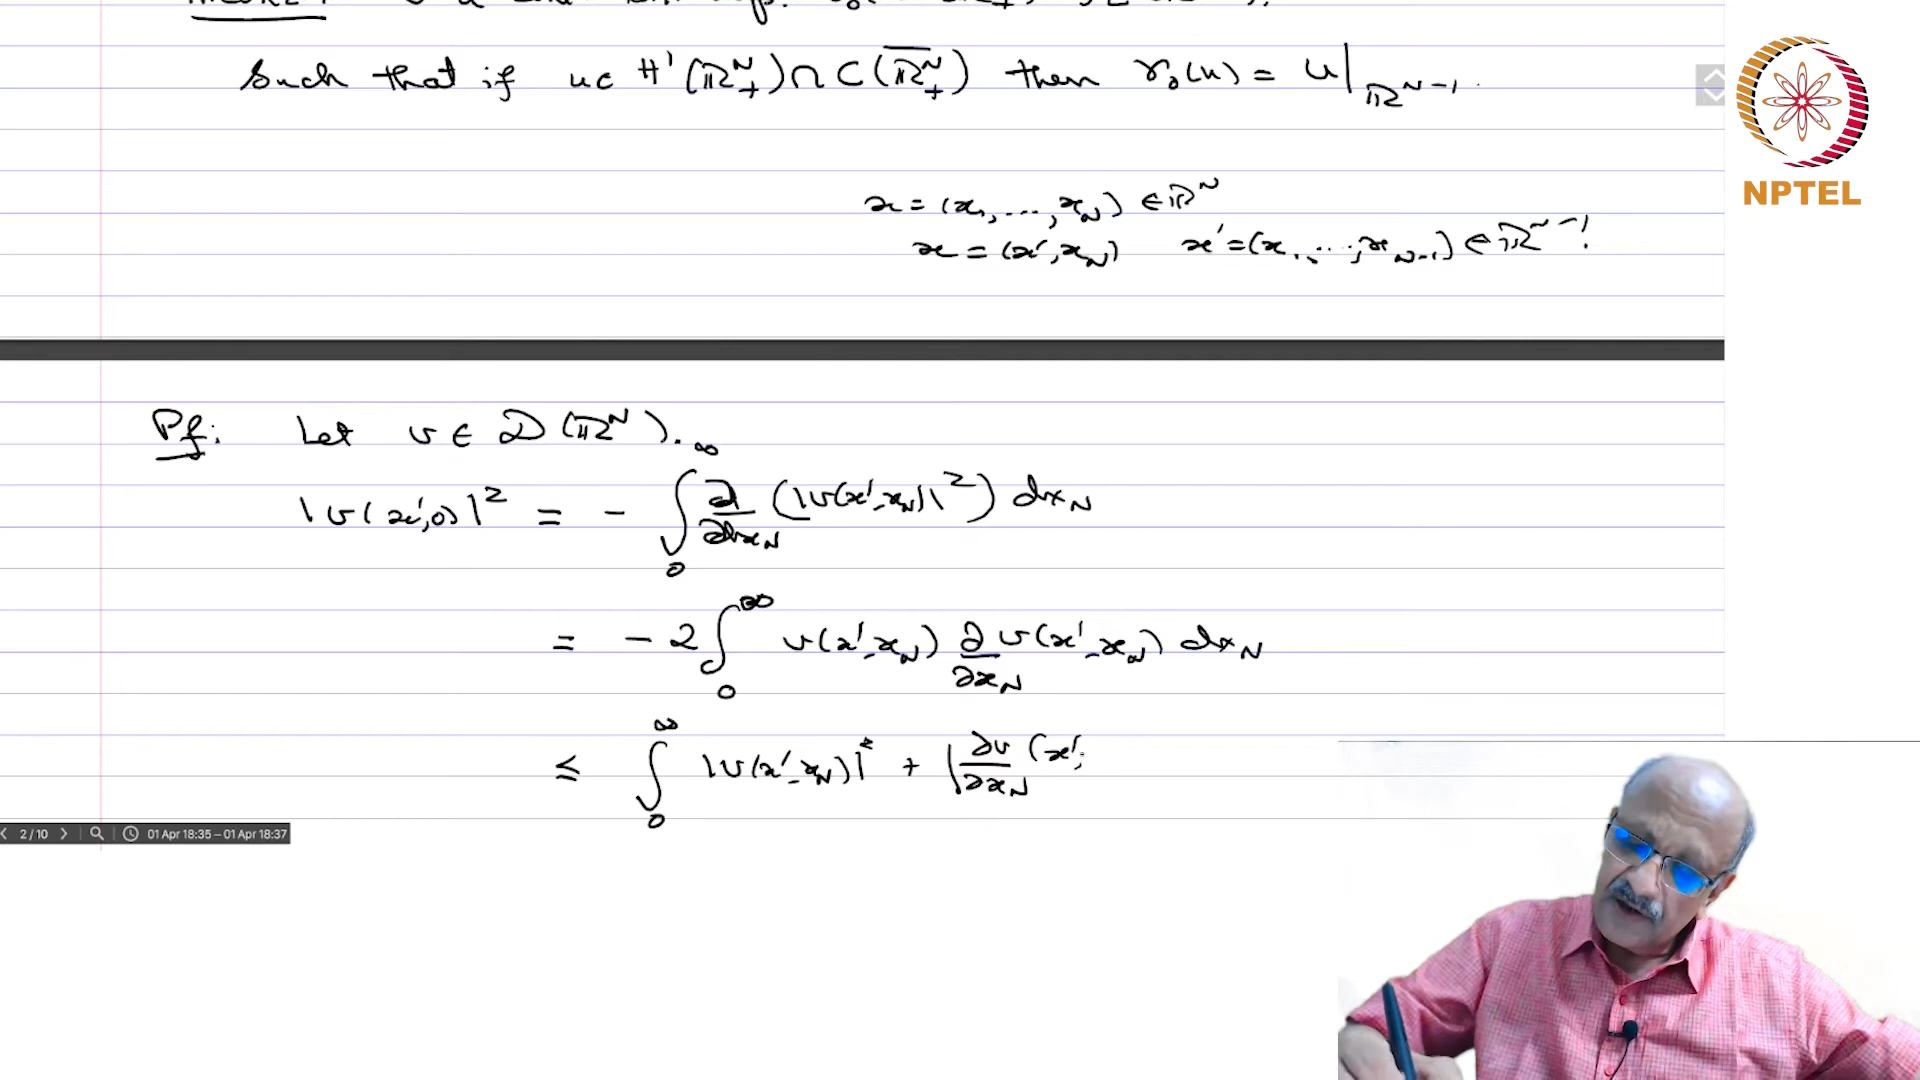 Such that if u ∈ H¹(ℝᴺ₊) ∩ C(ℝ̅ᴺ₊) then γ₀(u) = u|_ℝᴺ⁻¹.
NPTEL
x = (x₁, ..., x_N) ∈ ℝᴺ
x = (x', x_N) x' = (x₁, ..., x_N-1) ∈ ℝᴺ⁻¹
Pf: Let v ∈ D(ℝᴺ).
|v(x',0)|² = - ∫₀^∞ ∂/∂x_N (|v(x',x_N)|²) dx_N
= -2 ∫₀^∞ v(x',x_N) ∂/∂x_N v(x',x_N) dx_N
≤ ∫₀^∞ |v(x',x_N)|² + |∂v/∂x_N (x',
2/10 01 Apr 18:35 – 01 Apr 18:37